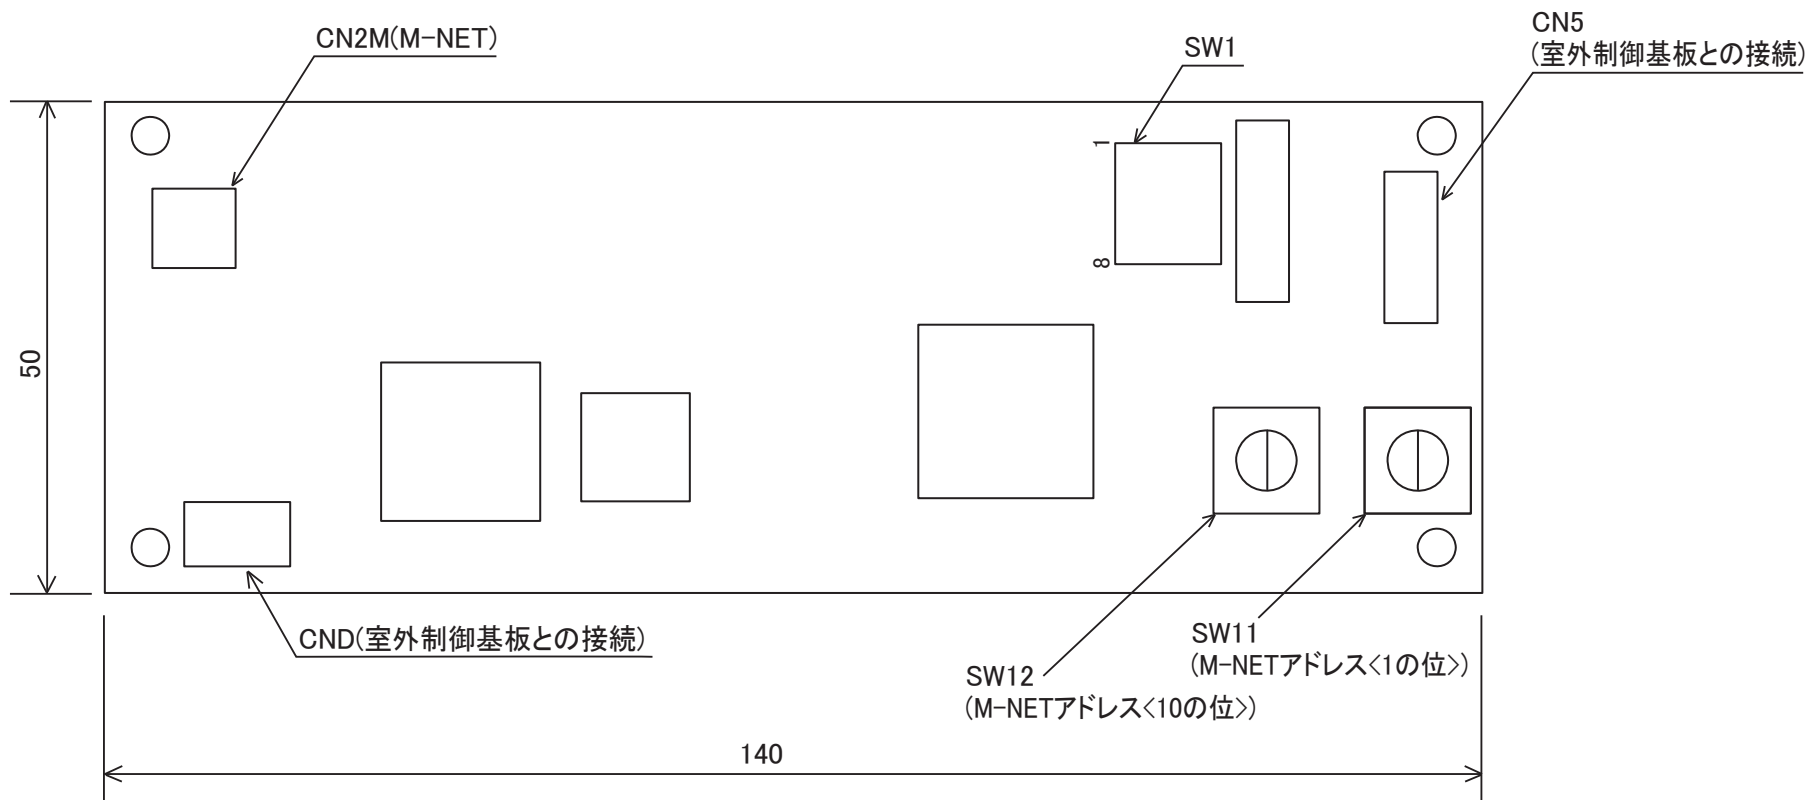 CN2M(M-NET)
SW1
CN5
(室外制御基板との接続)
1
8
50
CND(室外制御基板との接続)
SW12
(M-NETアドレス<10の位>)
SW11
(M-NETアドレス<1の位>)
140